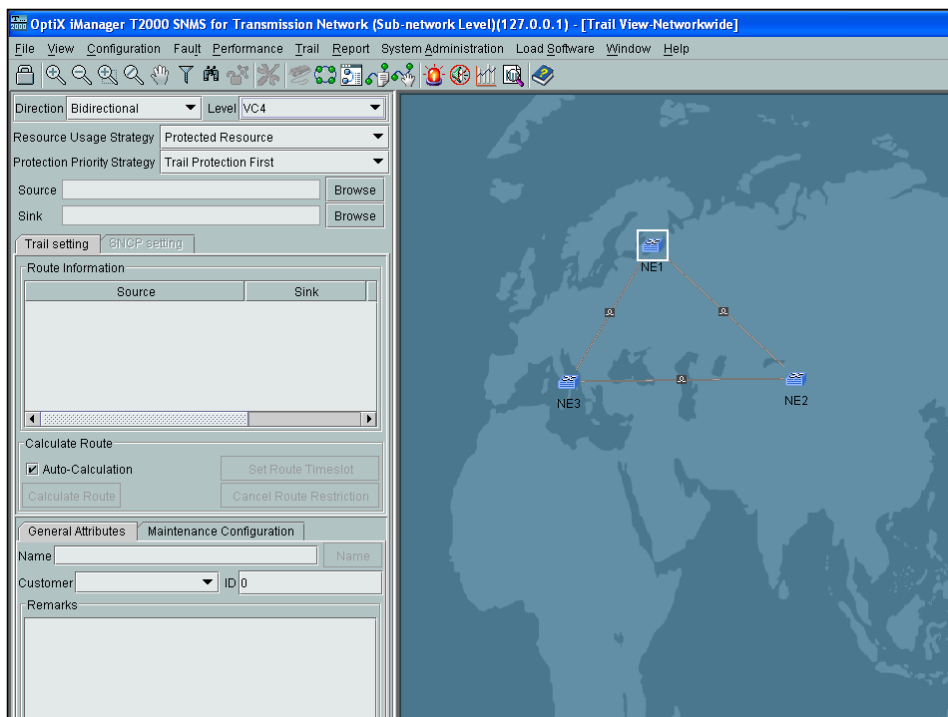 OptiX iManager T2000 SNMS for Transmission Network (Sub-network Level)(127.0.0.1) - [Trail View-Networkwide]
File View Configuration Fault Performance Trail Report System Administration Load Software Window Help
Direction Bidirectional Level VC4
Resource Usage Strategy Protected Resource
Protection Priority Strategy Trail Protection First
Source Browse
Sink Browse
Trail setting SNCP setting
Route Information
Source Sink
Calculate Route
Auto-Calculation Set Route Timeslot
Calculate Route Cancel Route Restriction
General Attributes Maintenance Configuration
Name Name
Customer ID 0
Remarks
NE1
NE3
NE2